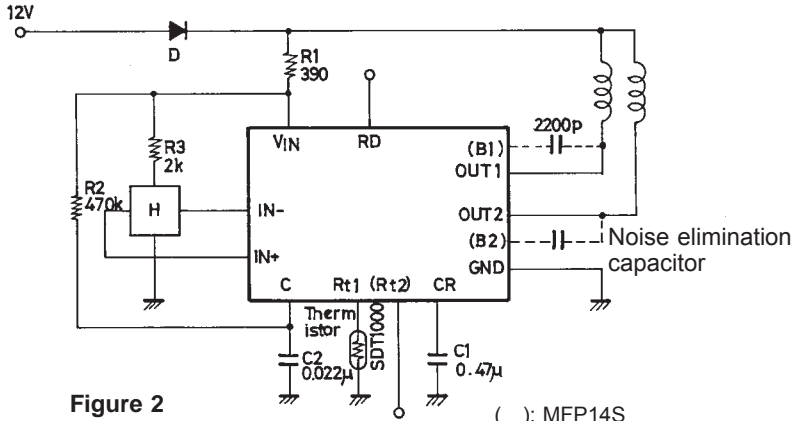 12V
D
R1
390
2200p
R3
2k
VIN
RD
(B1)
OUT1
R2
470k
H
IN-
OUT2
(B2)
Noise elimination
capacitor
IN+
GND
C
Rt1
(Rt2)
CR
Therm
istor
SDT1000
C2
0.022μ
C1
0.47μ
Figure 2
( ): MFP14S